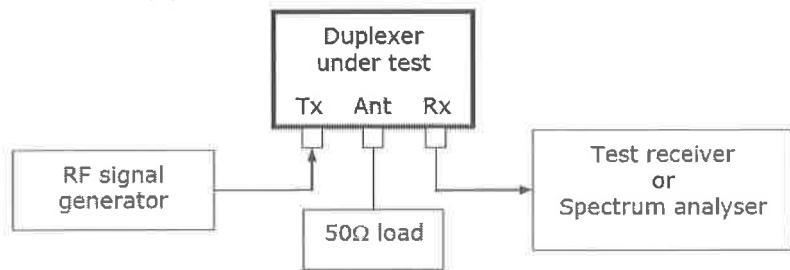 Duplexer
under test
Tx Ant Rx
RF signal
generator
50Ω load
Test receiver
or
Spectrum analyser